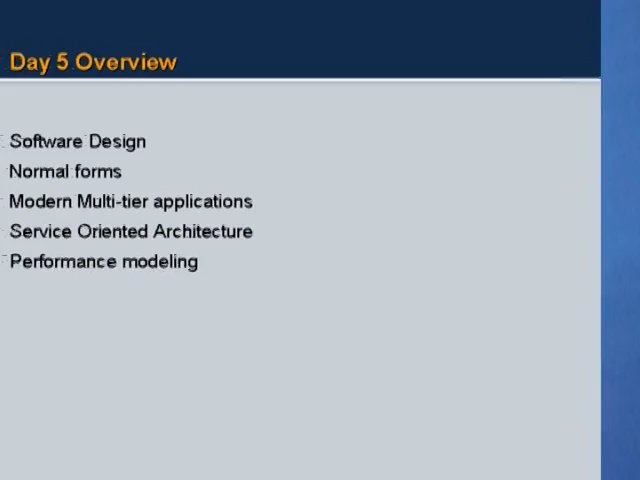 Day 5 Overview
Software Design
Normal forms
Modern Multi-tier applications
Service Oriented Architecture
Performance modeling